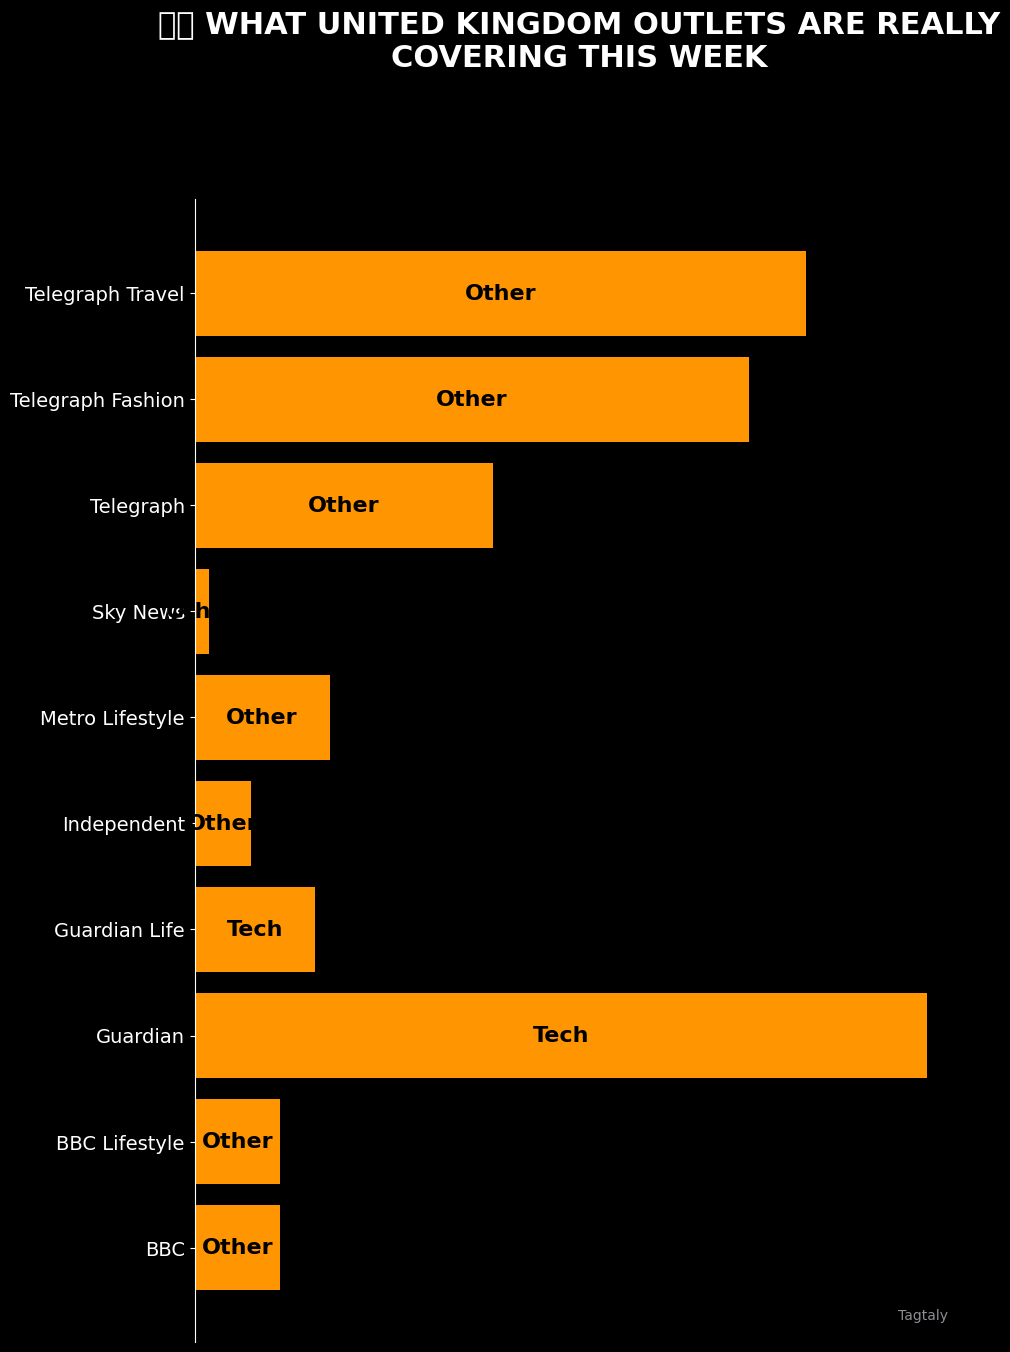 WHAT UNITED KINGDOM OUTLETS ARE REALLY
COVERING THIS WEEK
Telegraph Travel
Other
Telegraph Fashion
Other
Telegraph
Other
Sky News
Metro Lifestyle
Other
Independent
Other
Guardian Life
Tech
Guardian
Tech
BBC Lifestyle
Other
BBC
Other
Tagtaly